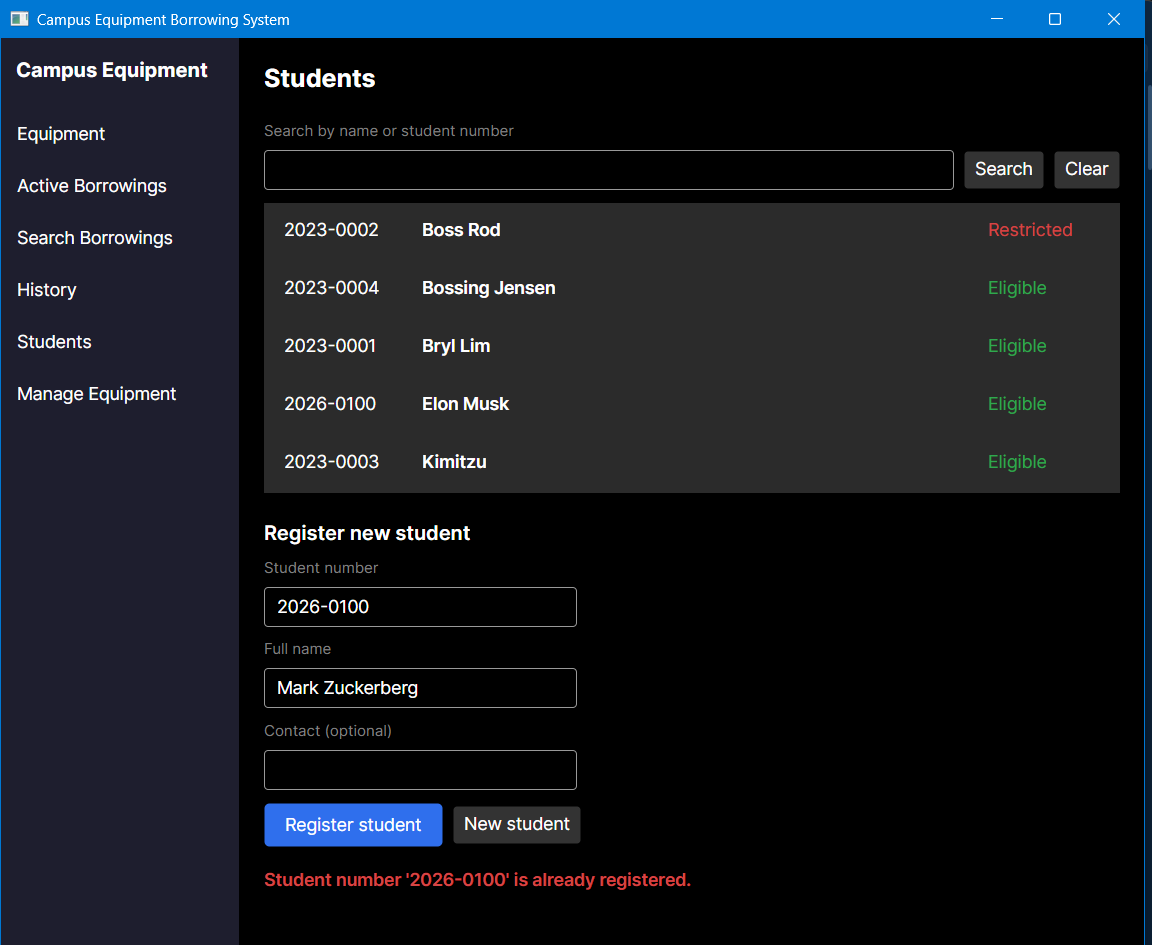 Campus Equipment Borrowing System
Campus Equipment
Equipment
Active Borrowings
Search Borrowings
History
Students
Manage Equipment
Students
Search by name or student number
Search Clear
2023-0002 Boss Rod Restricted
2023-0004 Bossing Jensen Eligible
2023-0001 Bryl Lim Eligible
2026-0100 Elon Musk Eligible
2023-0003 Kimitzu Eligible
Register new student
Student number
2026-0100
Full name
Mark Zuckerberg
Contact (optional)
Register student New student
Student number '2026-0100' is already registered.